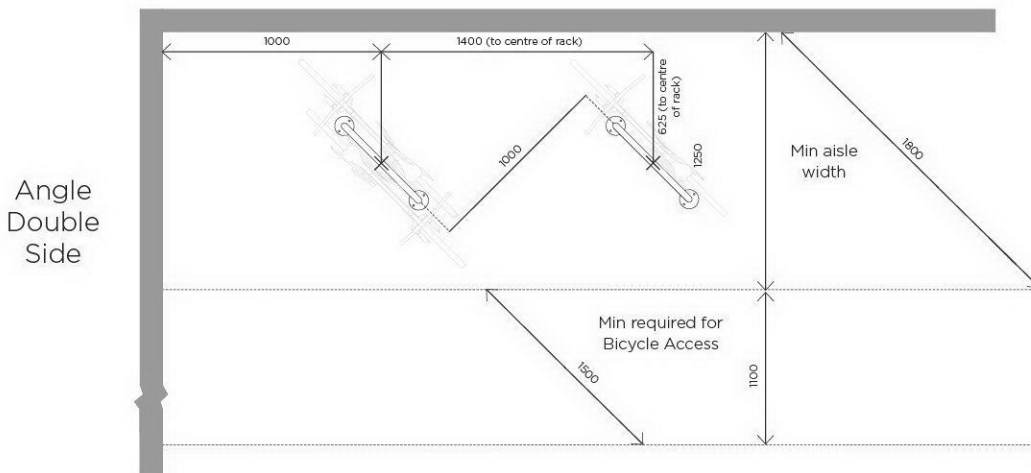 1000
1400 (to centre of rack)
625 (to centre
of rack)
1000
1250
Min aisle
width
1800
Angle
Double
Side
Min required for
Bicycle Access
1500
1100